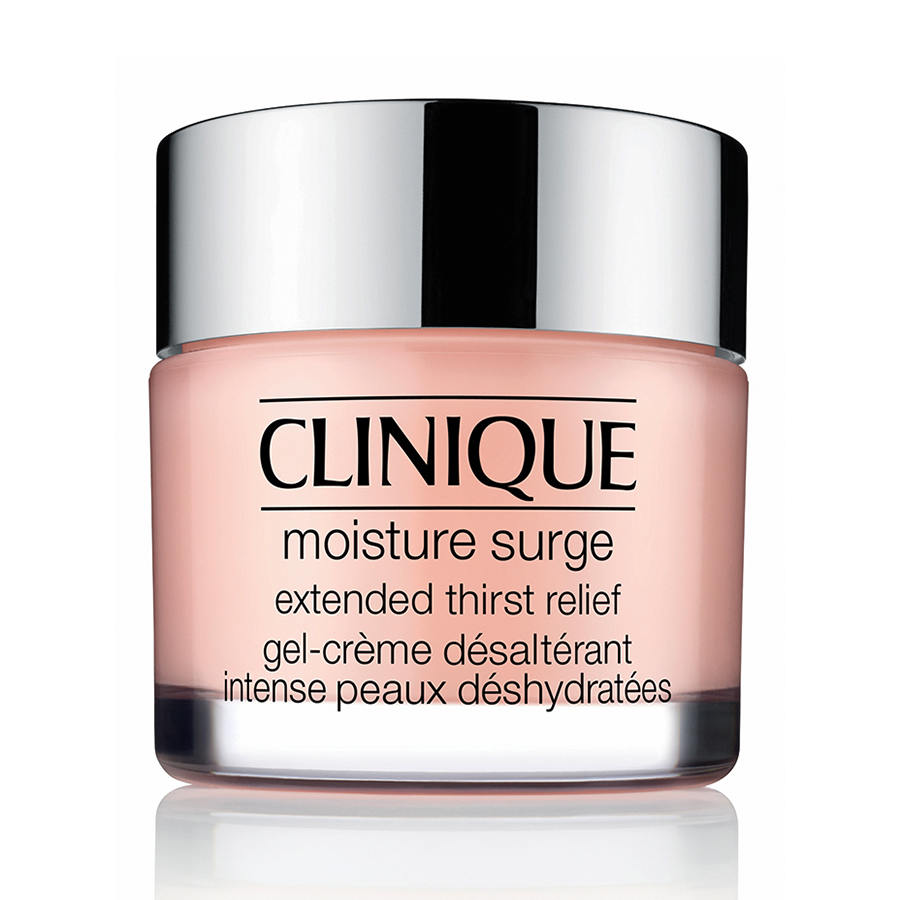 CLINIQUE
moisture surge
extended thirst relief
gel-crème désaltérant
intense peaux déshydratées